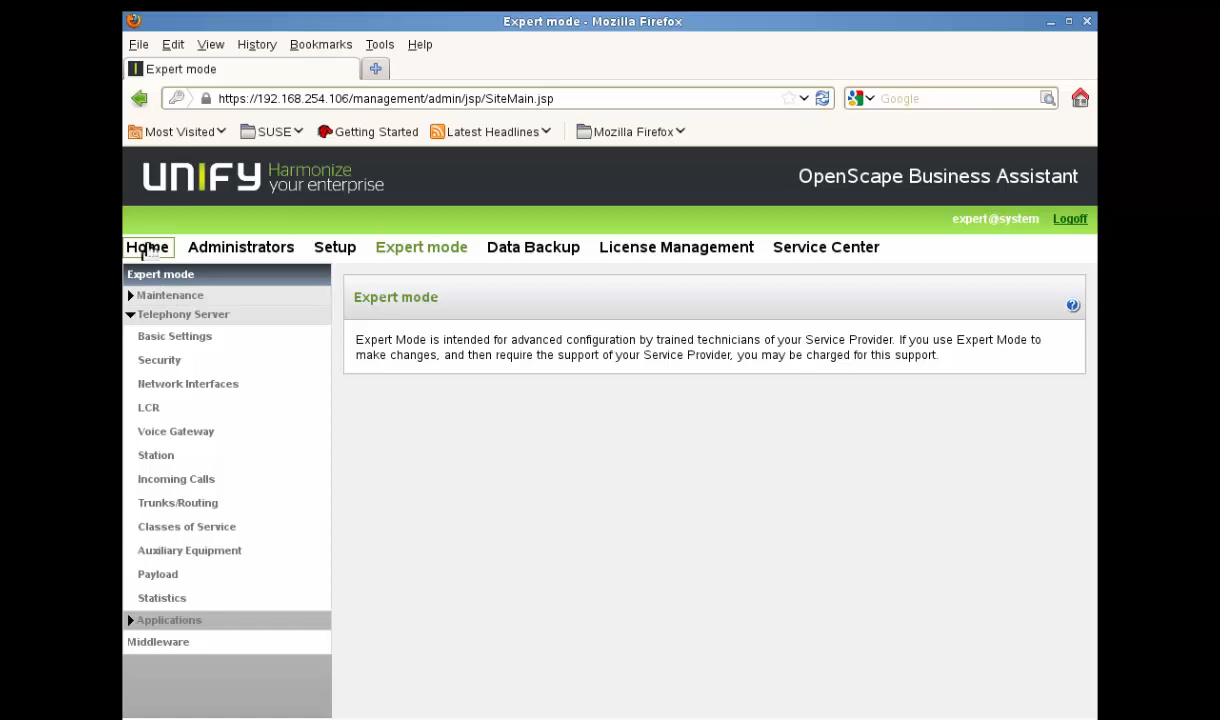 Expert mode - Mozilla Firefox
File Edit View History Bookmarks Tools Help
Expert mode
https://192.168.254.106/management/admin/jsp/SiteMain.jsp
Google
Most Visited SUSE Getting Started Latest Headlines Mozilla Firefox
UNIFY Harmonize your enterprise
OpenScape Business Assistant
expert@system Logoff
Home Administrators Setup Expert mode Data Backup License Management Service Center
Expert mode
Maintenance
Telephony Server
Basic Settings
Security
Network Interfaces
LCR
Voice Gateway
Station
Incoming Calls
Trunks/Routing
Classes of Service
Auxiliary Equipment
Payload
Statistics
Applications
Middleware
Expert mode
?
Expert Mode is intended for advanced configuration by trained technicians of your Service Provider. If you use Expert Mode to
make changes, and then require the support of your Service Provider, you may be charged for this support.